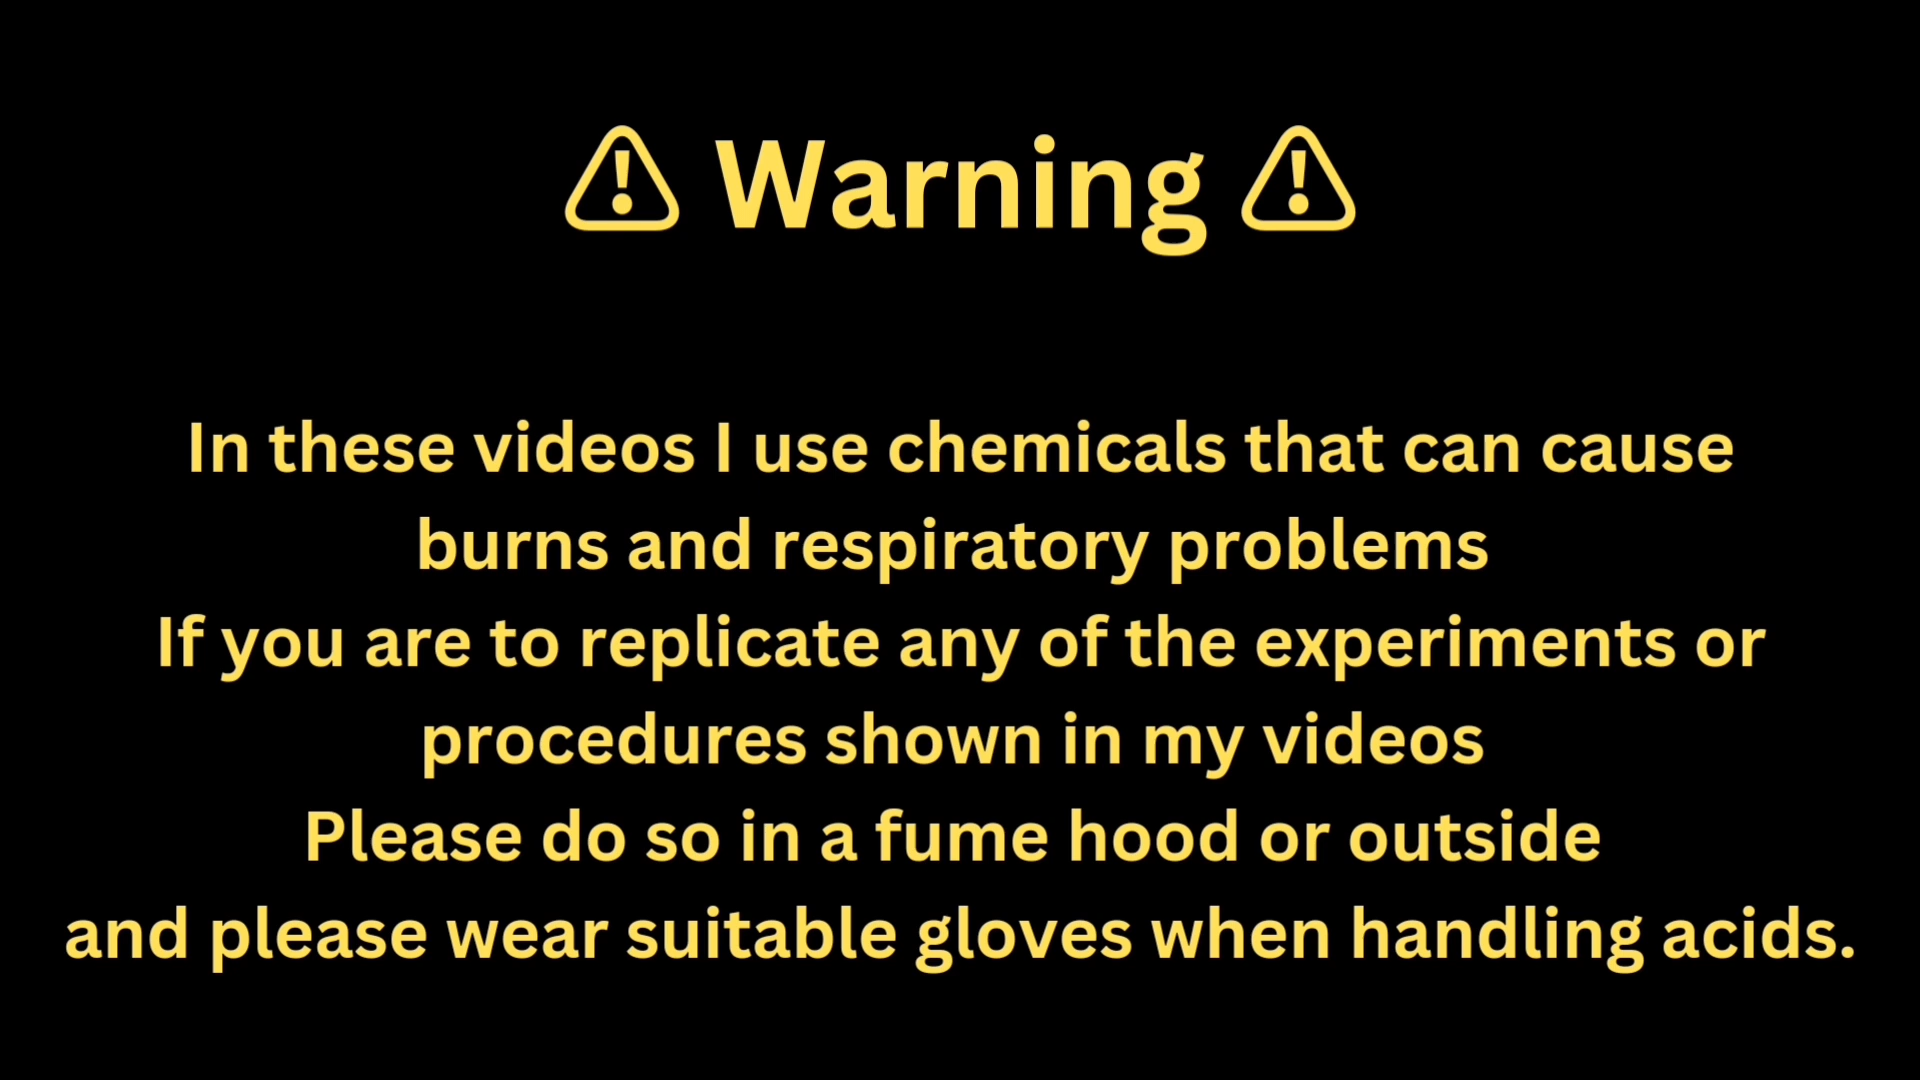 ⚠ Warning ⚠
In these videos I use chemicals that can cause
burns and respiratory problems
If you are to replicate any of the experiments or
procedures shown in my videos
Please do so in a fume hood or outside
and please wear suitable gloves when handling acids.